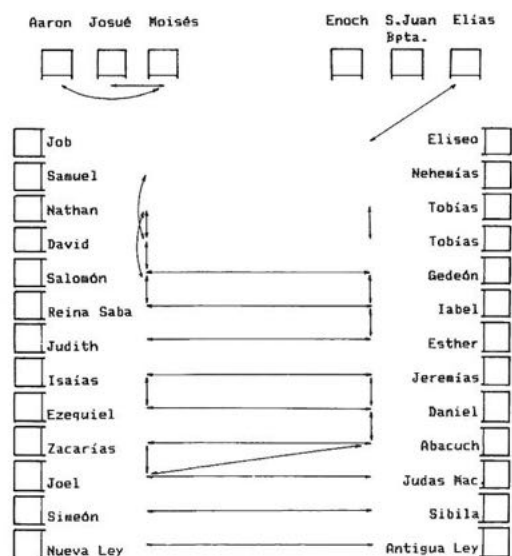 Aaron Josué Moisés Enoch S.Juan Elías
Bpta.
Job Eliseo
Samuel Nehemías
Nathan Tobías
David Tobías
Salomón Gedeón
Reina Saba Iabel
Judith Esther
Isaías Jeremías
Ezequiel Daniel
Zacarías Abacuch
Joel Judas Mac.
Simeón Sibila
Nueva Ley Antigua Ley